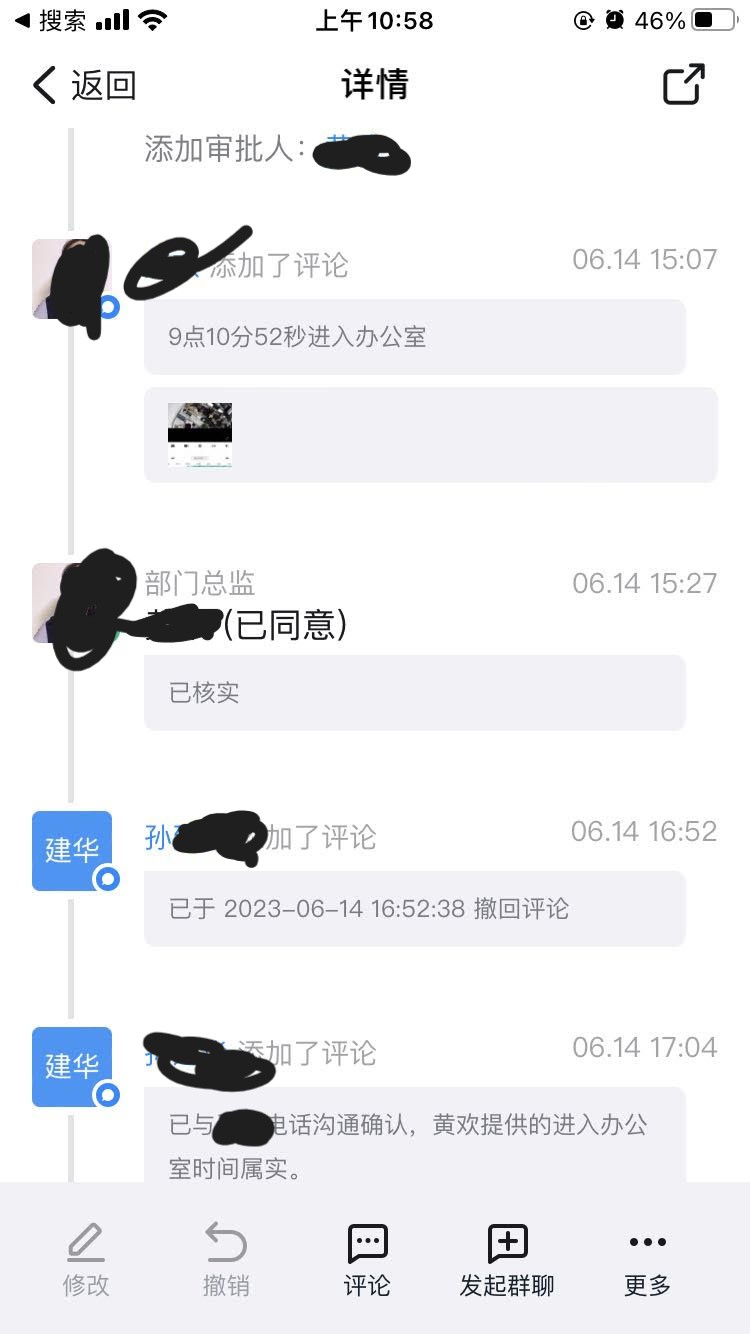 搜索
上午10:58
46%
返回
详情
添加审批人：
添加了评论
06.14 15:07
9点10分52秒进入办公室
部门总监
06.14 15:27
(已同意)
已核实
建华
孙
加了评论
06.14 16:52
已于 2023-06-14 16:52:38 撤回评论
建华
添加了评论
06.14 17:04
已与
电话沟通确认，黄欢提供的进入办公
室时间属实。
修改
撤销
评论
发起群聊
更多